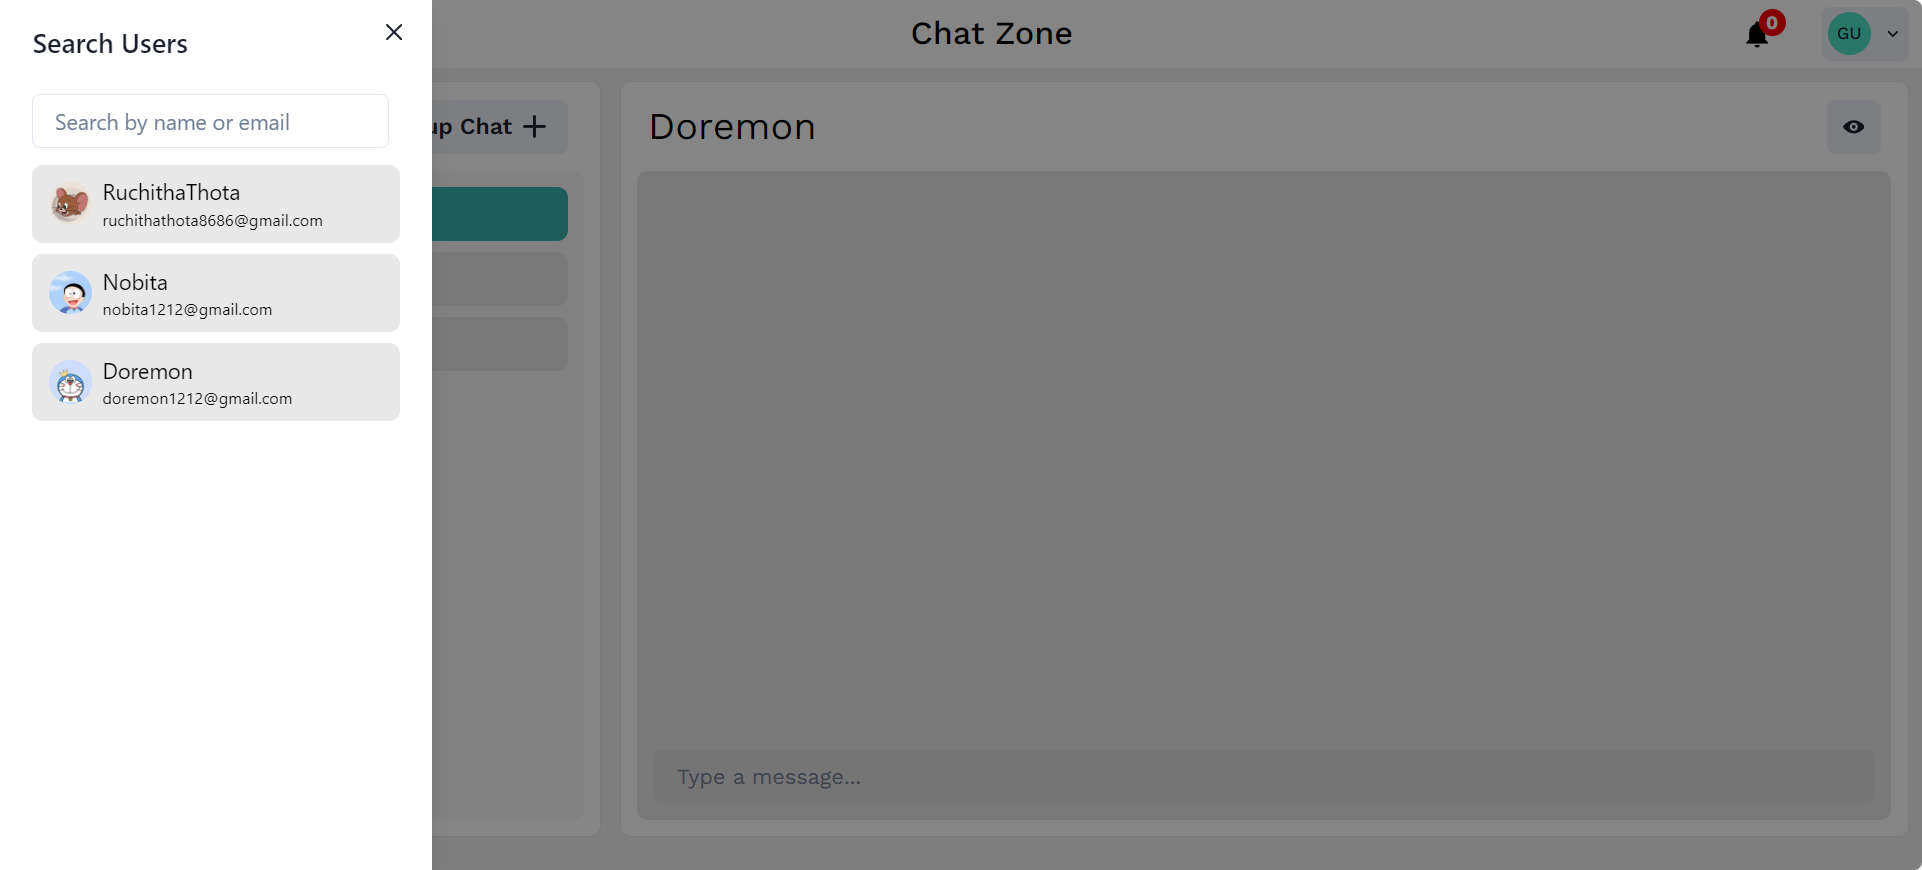 Search Users
Search by name or email
RuchithaThota
ruchithathota8686@gmail.com
Nobita
nobita1212@gmail.com
Doremon
doremon1212@gmail.com
Chat Zone
0
GU
Chat
Doremon
Type a message...